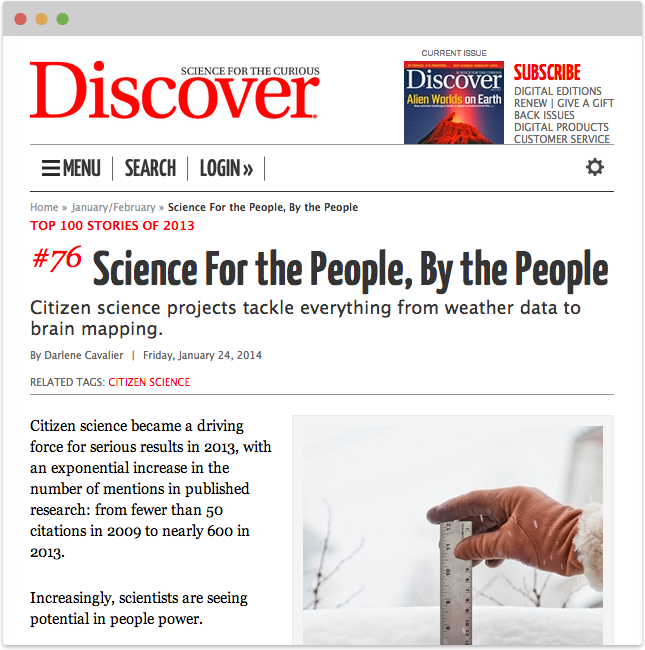 SCIENCE FOR THE CURIOUS
Discover
CURRENT ISSUE
Discover
Alien Worlds on Earth
SUBSCRIBE
DIGITAL EDITIONS
RENEW | GIVE A GIFT
BACK ISSUES
DIGITAL PRODUCTS
CUSTOMER SERVICE
MENU
SEARCH
LOGIN »
Home » January/February » Science For the People, By the People
TOP 100 STORIES OF 2013
#76 Science For the People, By the People
Citizen science projects tackle everything from weather data to
brain mapping.
By Darlene Cavalier | Friday, January 24, 2014
RELATED TAGS: CITIZEN SCIENCE
Citizen science became a driving
force for serious results in 2013, with
an exponential increase in the
number of mentions in published
research: from fewer than 50
citations in 2009 to nearly 600 in
2013.
Increasingly, scientists are seeing
potential in people power.